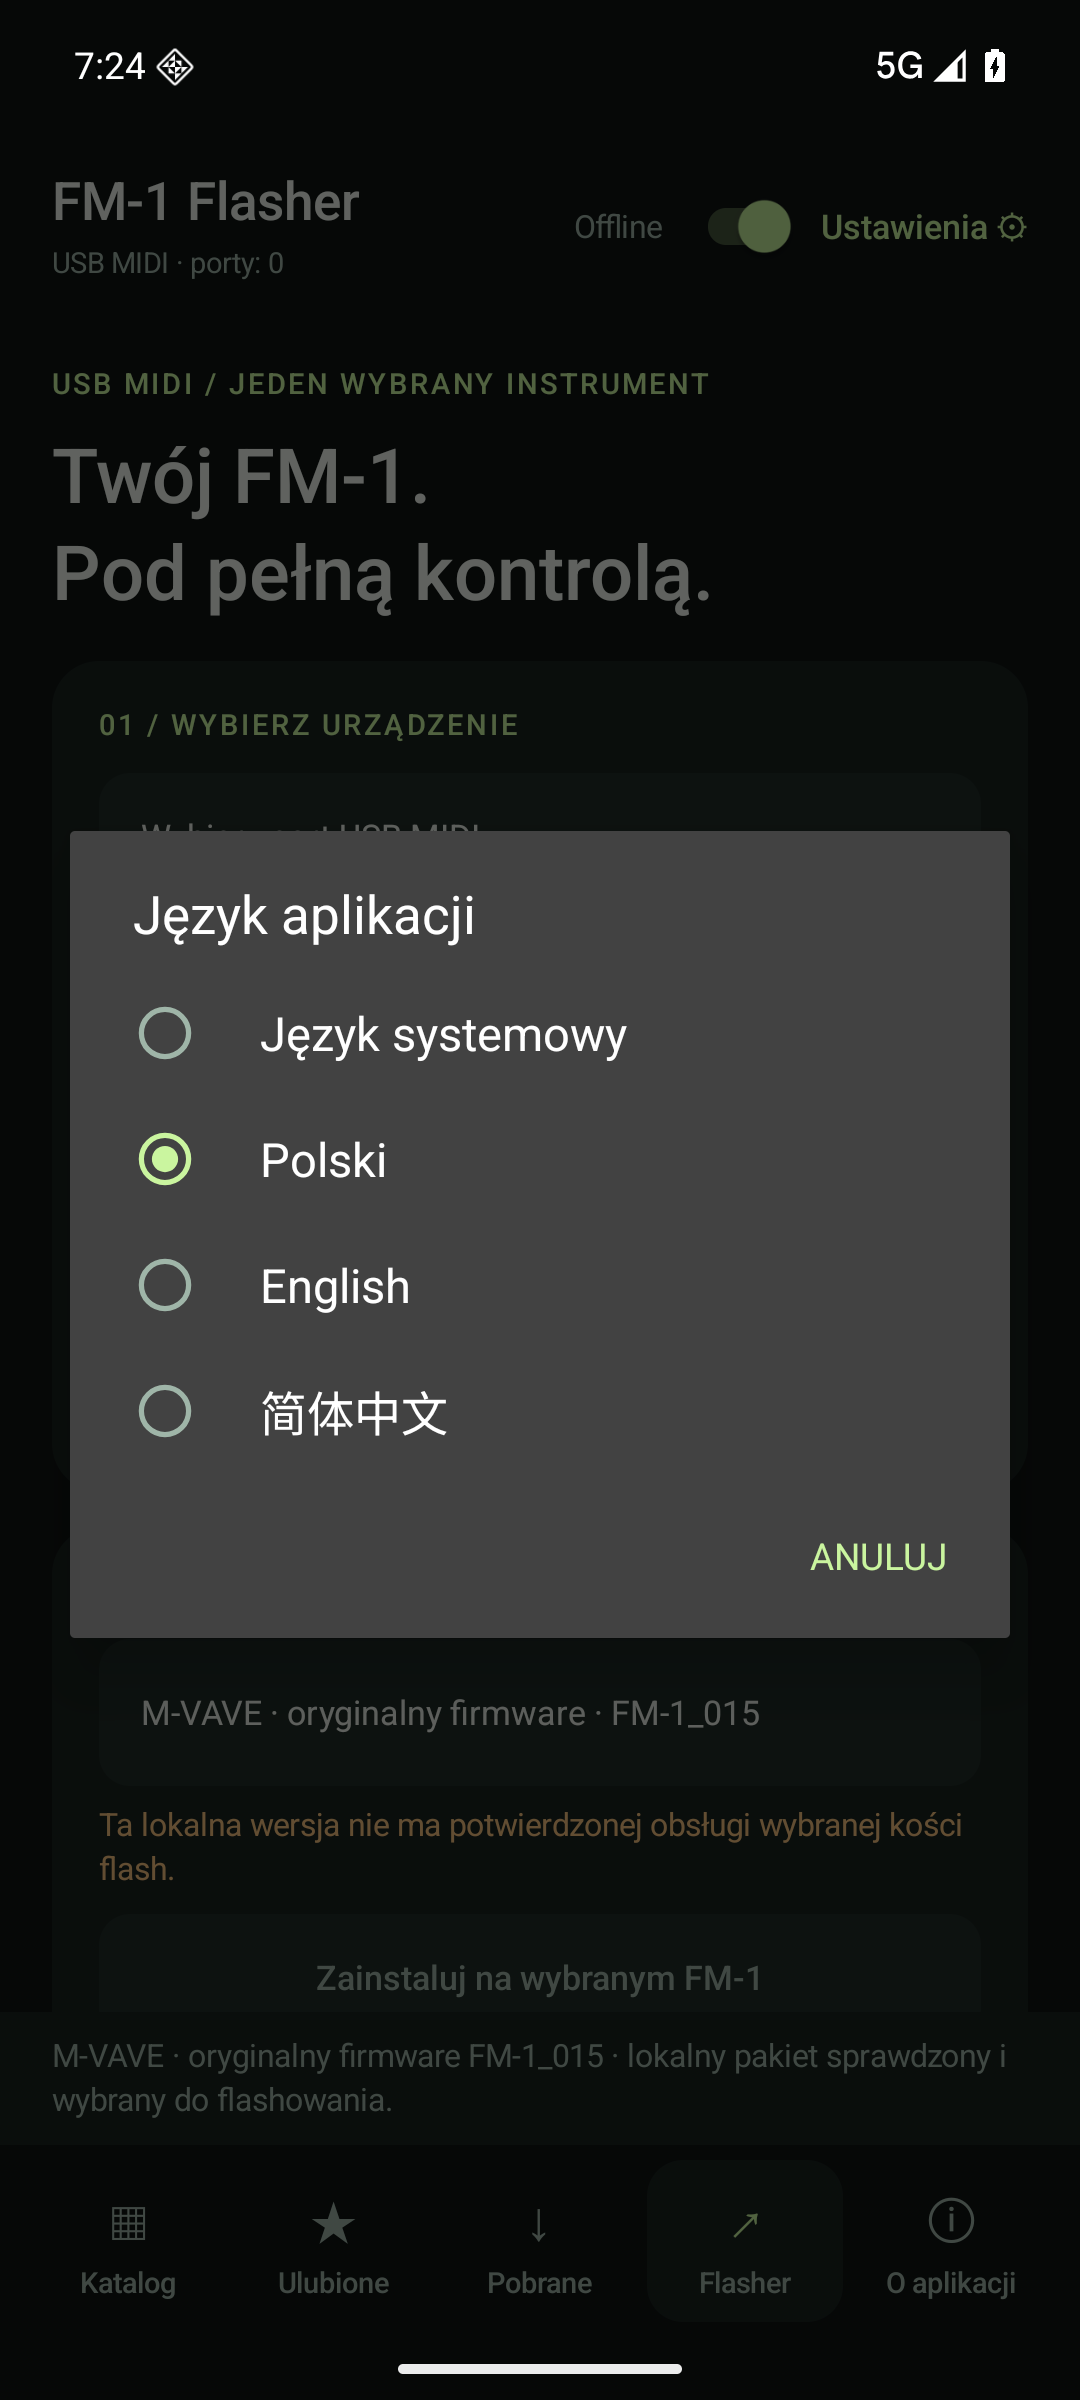 7:24
5G
FM-1 Flasher
USB MIDI · porty: 0
Offline
Ustawienia
USB MIDI / JEDEN WYBRANY INSTRUMENT
Twój FM-1.
Pod pełną kontrolą.
01 / WYBIERZ URZĄDZENIE
Język aplikacji
Język systemowy
Polski
English
简体中文
ANULUJ
M-VAVE · oryginalny firmware · FM-1_015
Ta lokalna wersja nie ma potwierdzonej obsługi wybranej kości
flash.
Zainstaluj na wybranym FM-1
M-VAVE · oryginalny firmware FM-1_015 · lokalny pakiet sprawdzony i
wybrany do flashowania.
Katalog
Ulubione
Pobrane
Flasher
O aplikacji